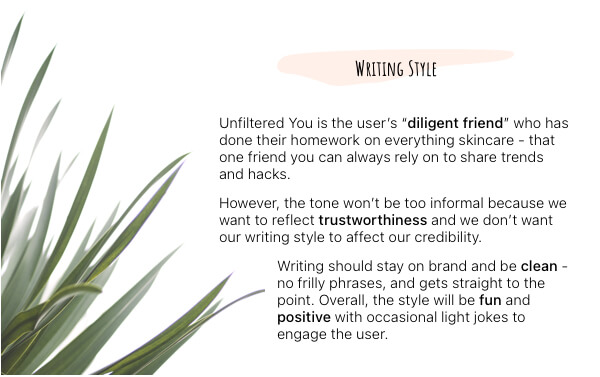 Writing Style
Unfiltered You is the user's "diligent friend" who has
done their homework on everything skincare - that
one friend you can always rely on to share trends
and hacks.
However, the tone won't be too informal because we
want to reflect trustworthiness and we don't want
our writing style to affect our credibility.
Writing should stay on brand and be clean -
no frilly phrases, and gets straight to the
point. Overall, the style will be fun and
positive with occasional light jokes to
engage the user.